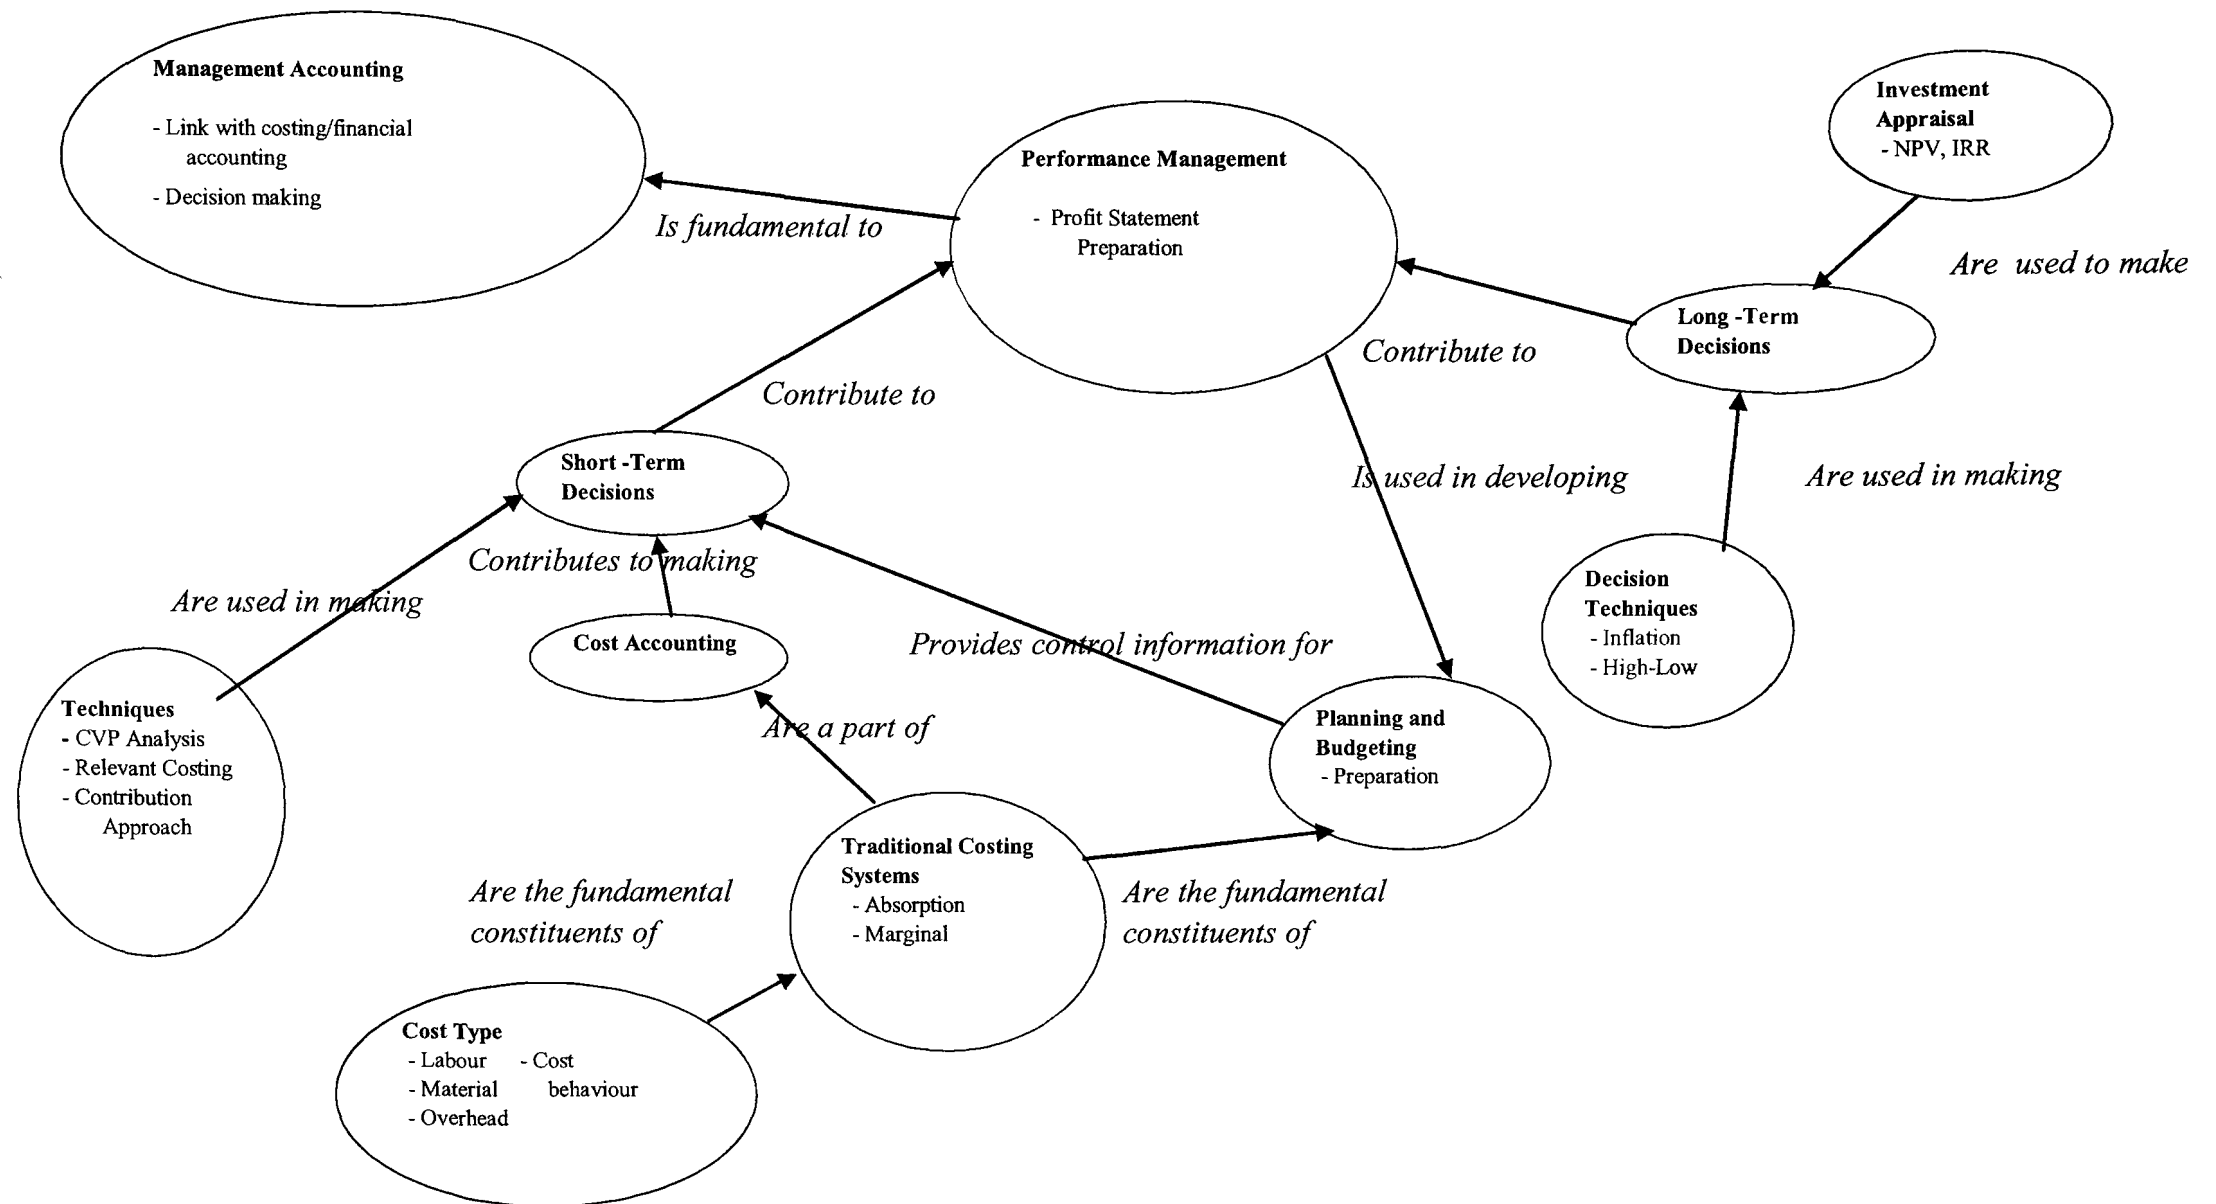 Management Accounting
- Link with costing/financial
accounting
- Decision making
Performance Management
- Profit Statement
Preparation
Investment
Appraisal
- NPV, IRR
Is fundamental to
Are used to make
Long -Term
Decisions
Contribute to
Contribute to
Short -Term
Decisions
Is used in developing
Are used in making
Contributes to making
Are used in making
Decision
Techniques
- Inflation
- High-Low
Cost Accounting
Provides control information for
Techniques
- CVP Analysis
- Relevant Costing
- Contribution
Approach
Are a part of
Planning and
Budgeting
- Preparation
Traditional Costing
Systems
- Absorption
- Marginal
Are the fundamental
constituents of
Are the fundamental
constituents of
Cost Type
- Labour - Cost
- Material behaviour
- Overhead